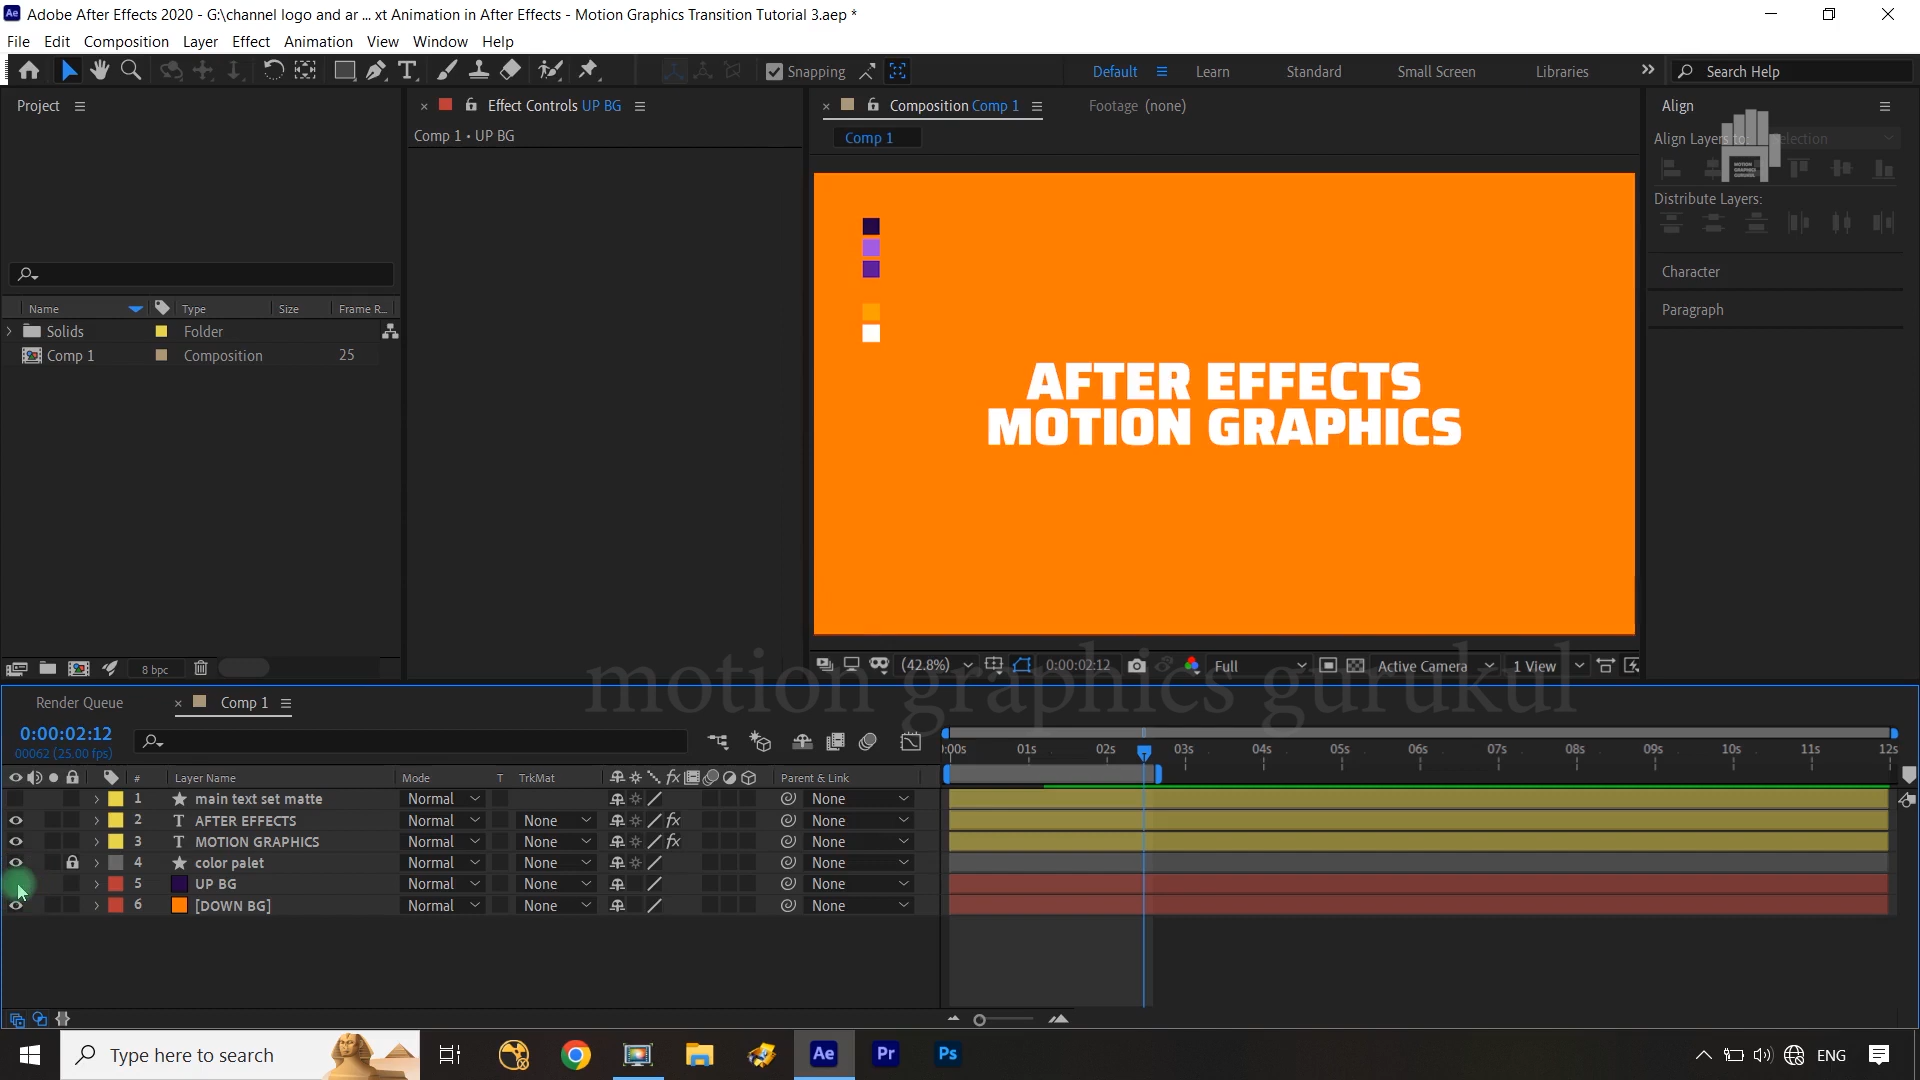 Adobe After Effects 2020 - G:\channel logo and ar ... xt Animation in After Effects - Motion Graphics Transition Tutorial 3.aep *
File Edit Composition Layer Effect Animation View Window Help
Snapping Default Learn Standard Small Screen Libraries Search Help
Project Effect Controls UP BG Composition Comp 1 Footage (none) Align
Comp 1 • UP BG Comp 1 Align Layers to: Selection
Distribute Layers:
Character
Paragraph
Name Type Size Frame R...
Solids Folder
Comp 1 Composition 25
AFTER EFFECTS
MOTION GRAPHICS
8 bpc (42.8%) 0:00:02:12 Full Active Camera 1 View
motion graphics gurukul
Render Queue Comp 1
0:00:02:12
00062 (25.00 fps)
:00s 01s 02s 03s 04s 05s 06s 07s 08s 09s 10s 11s 12s
# Layer Name Mode T TrkMat fx Parent & Link
1 main text set matte Normal None
2 AFTER EFFECTS Normal None fx None
3 MOTION GRAPHICS Normal None fx None
4 color palet Normal None None
5 UP BG Normal None None
6 [DOWN BG] Normal None None
Type here to search Ae Pr Ps ENG